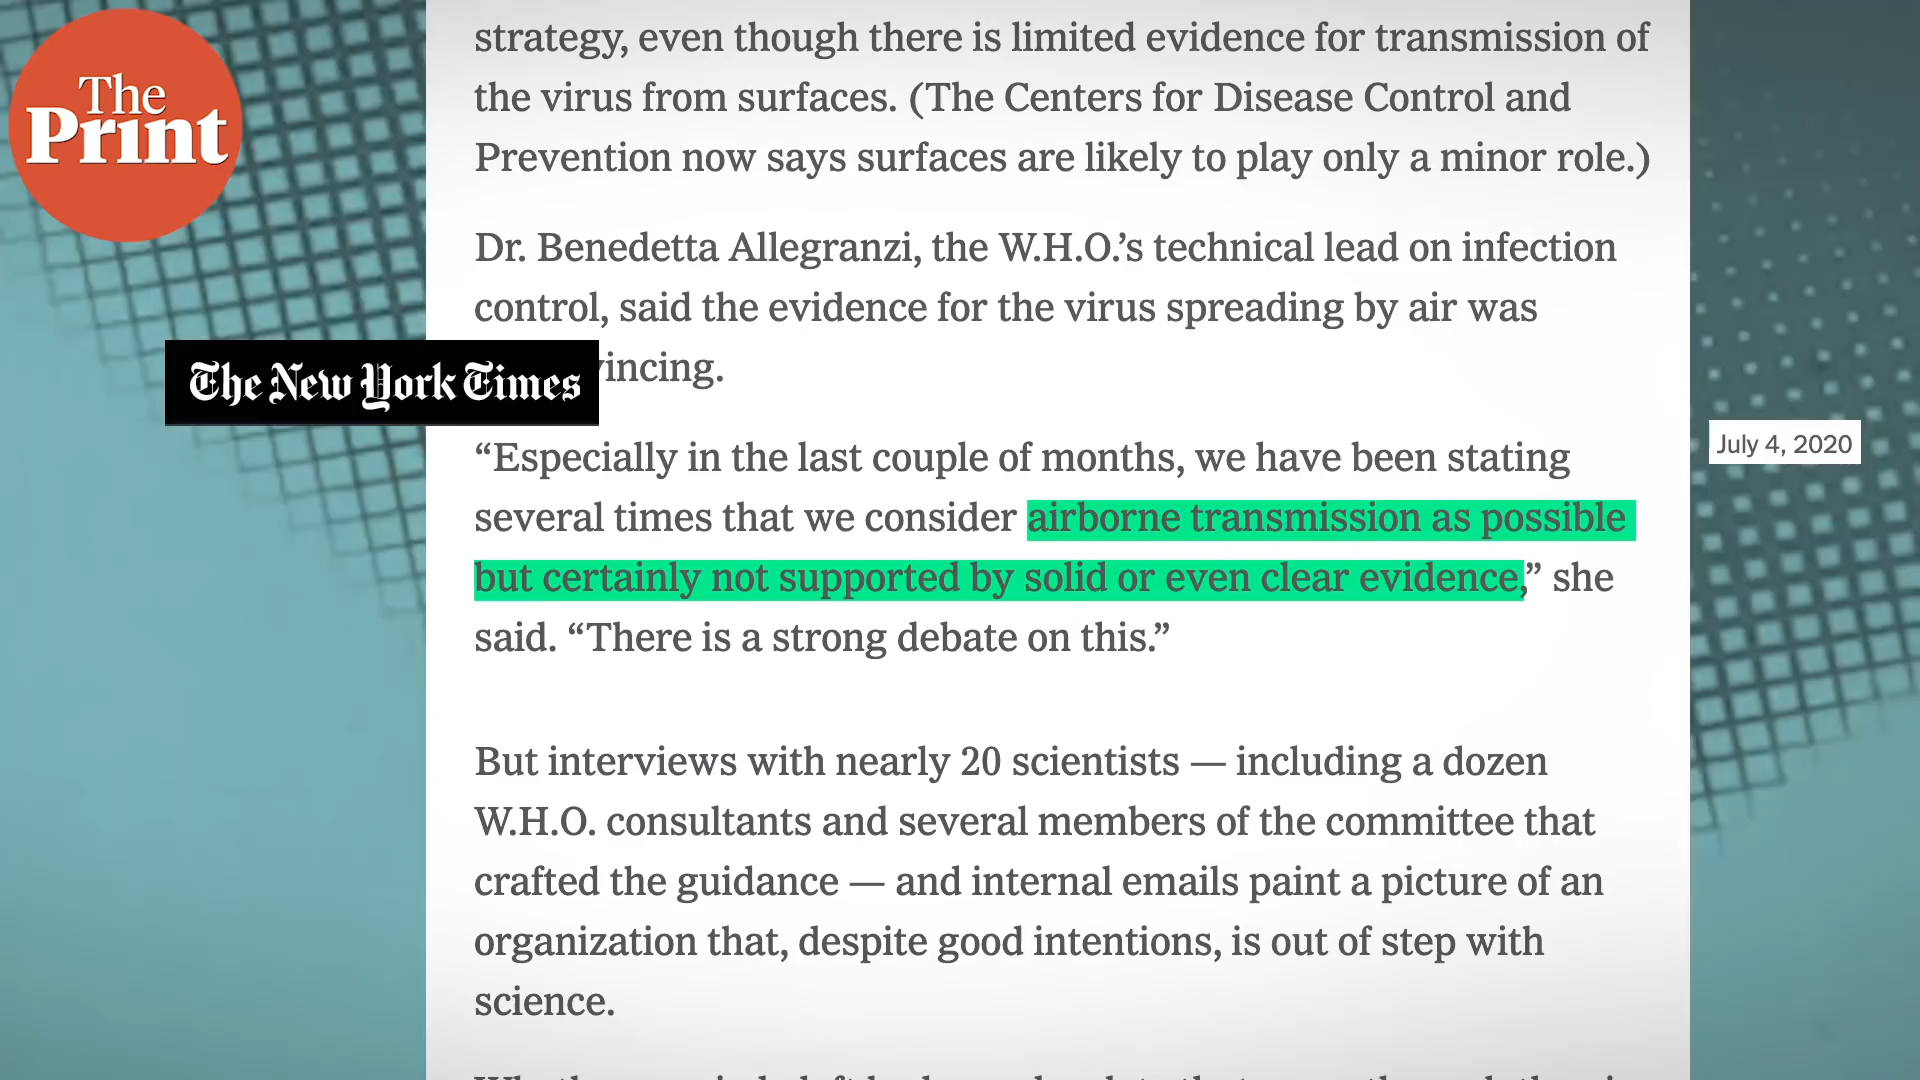 The
Print
strategy, even though there is limited evidence for transmission of
the virus from surfaces. (The Centers for Disease Control and
Prevention now says surfaces are likely to play only a minor role.)
Dr. Benedetta Allegranzi, the W.H.O.’s technical lead on infection
control, said the evidence for the virus spreading by air was
vincing.
The New York Times
July 4, 2020
“Especially in the last couple of months, we have been stating
several times that we consider airborne transmission as possible
but certainly not supported by solid or even clear evidence,” she
said. “There is a strong debate on this.”
But interviews with nearly 20 scientists — including a dozen
W.H.O. consultants and several members of the committee that
crafted the guidance — and internal emails paint a picture of an
organization that, despite good intentions, is out of step with
science.